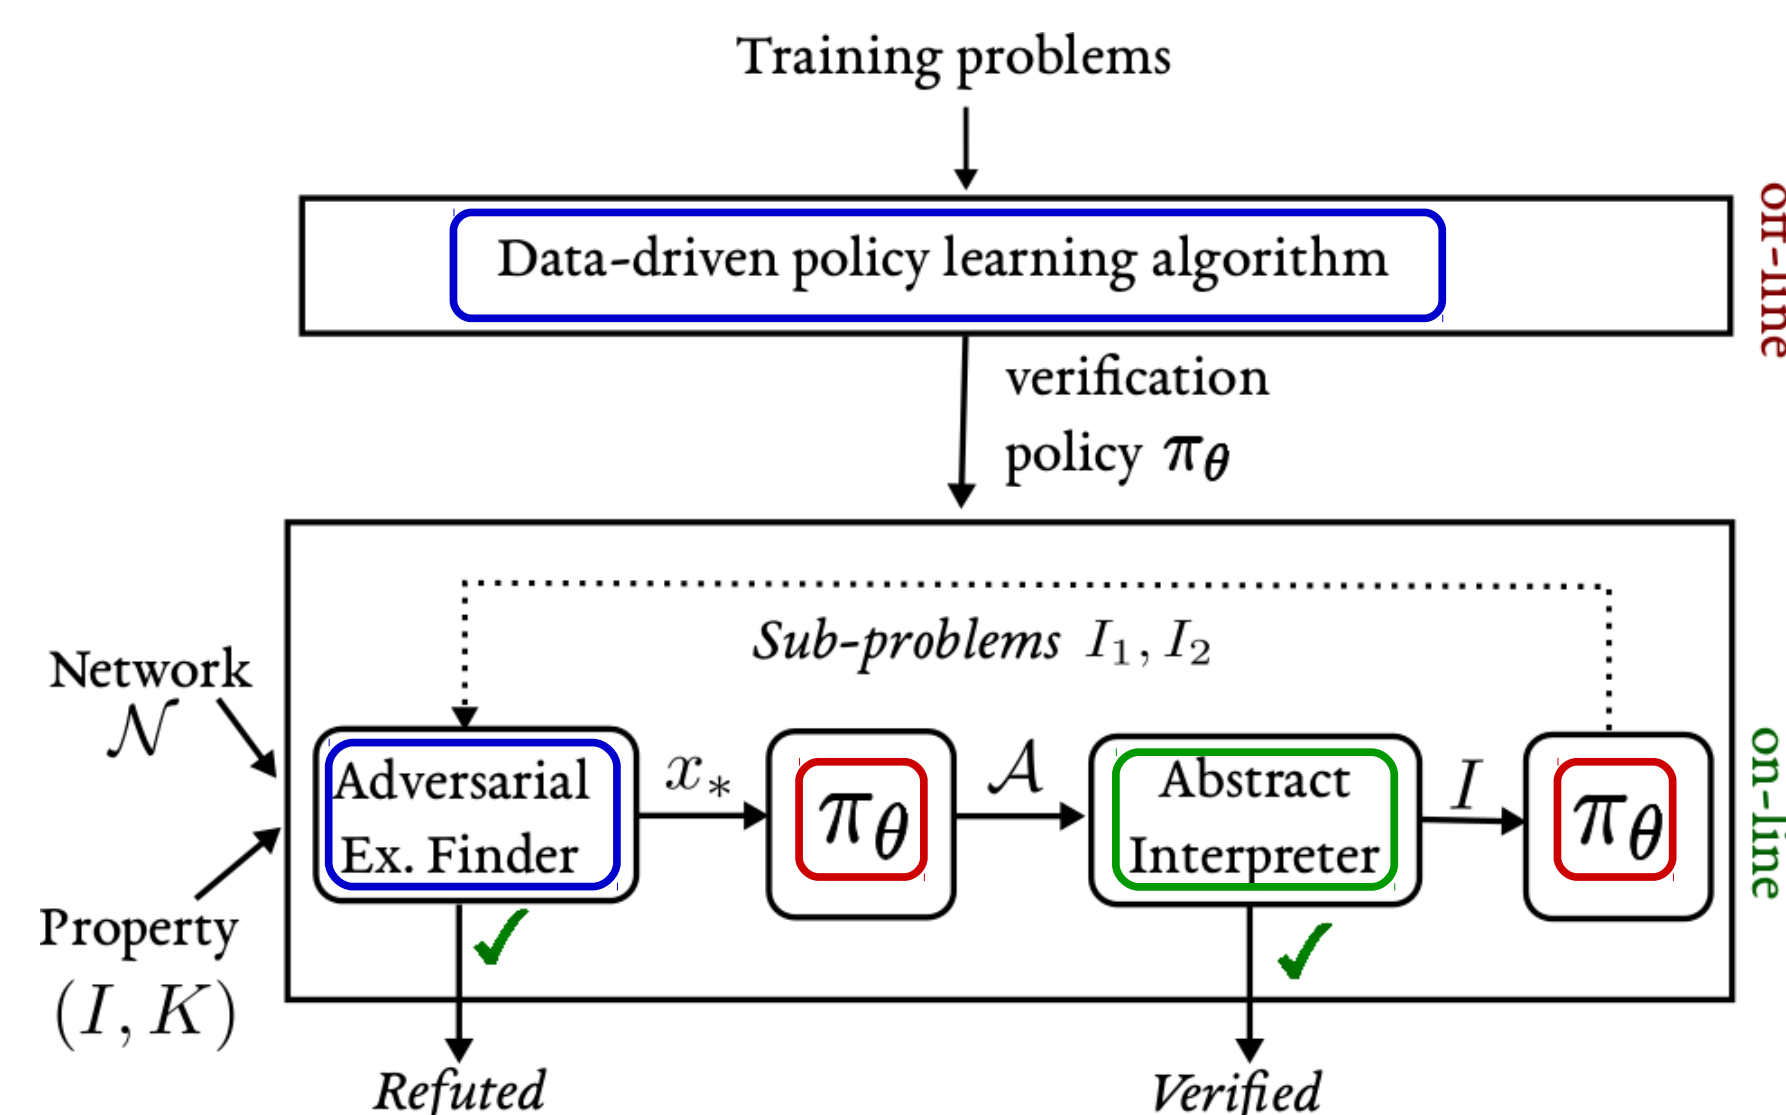 Training problems
Data-driven policy learning algorithm
off-line
verification
policy πθ
Sub-problems I₁, I₂
Network
𝒩
Property
(I, K)
Adversarial
Ex. Finder
x*
πθ
𝒜
Abstract
Interpreter
I
πθ
on-line
Refuted
Verified